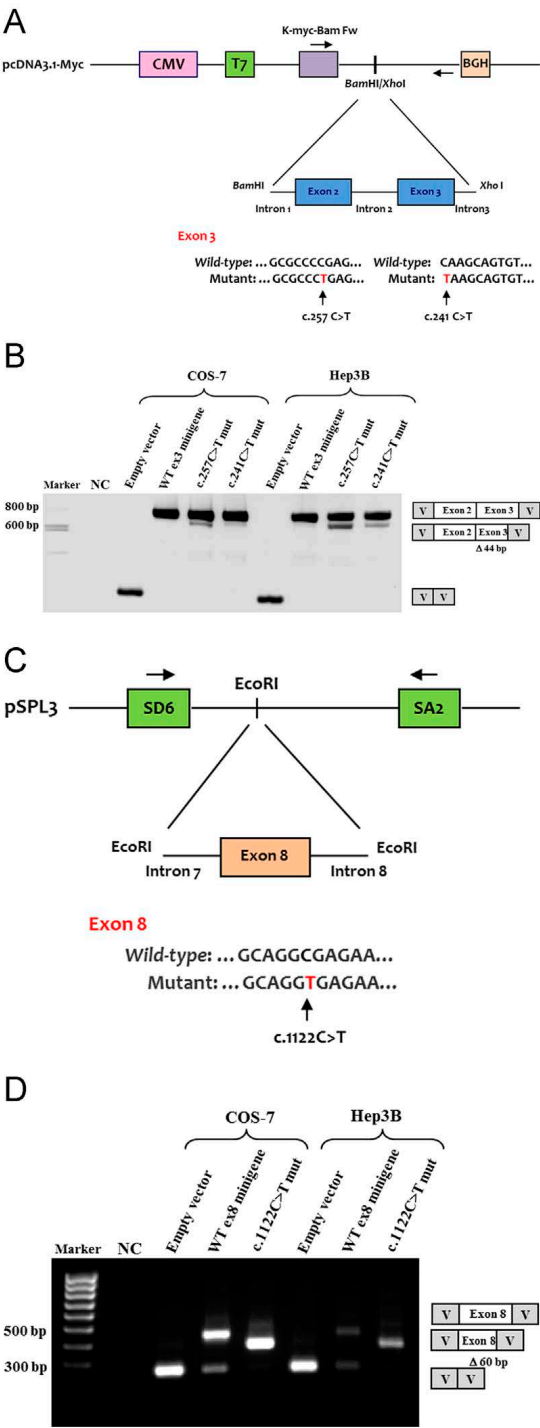 A
K-myc-Bam Fw
pcDNA3.1-Myc
CMV
T7
BGH
BamHI/XhoI
BamHI
Exon 2
Exon 3
Xho I
Intron 1
Intron 2
Intron3
Exon 3
Wild-type: ... GCGCCCCGAG...
Wild-type: CAAGCAGTGT...
Mutant: ... GCGCCCTGAG...
Mutant: TAAGCAGTGT...
c.257 C>T
c.241 C>T
B
COS-7
Hep3B
Marker
NC
Empty vector
WT ex3 minigene
c.257C>T mut
c.241C>T mut
Empty vector
WT ex3 minigene
c.257C>T mut
c.241C>T mut
800 bp
600 bp
V Exon 2 Exon 3 V
V Exon 2 Exon 3 V
Δ 44 bp
V V
C
pSPL3
SD6
EcoRI
SA2
EcoRI
Exon 8
EcoRI
Intron 7
Intron 8
Exon 8
Wild-type: ... GCAGGCGAGAA...
Mutant: ... GCAGGTGAGAA...
c.1122C>T
D
COS-7
Hep3B
Marker
NC
Empty vector
WT ex8 minigene
c.1122C>T mut
Empty vector
WT ex8 minigene
c.1122C>T mut
500 bp
300 bp
V Exon 8 V
V Exon 8 V
Δ 60 bp
V V